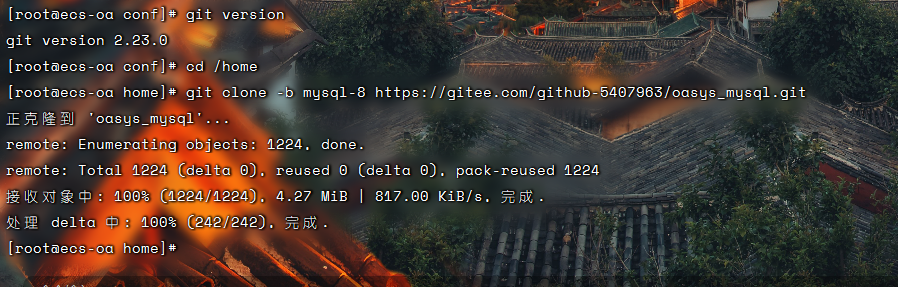 [root@ecs-oa conf]# git version
git version 2.23.0
[root@ecs-oa conf]# cd /home
[root@ecs-oa home]# git clone -b mysql-8 https://gitee.com/github-5407963/oasys_mysql.git
正克隆到 'oasys_mysql'...
remote: Enumerating objects: 1224, done.
remote: Total 1224 (delta 0), reused 0 (delta 0), pack-reused 1224
接收对象中: 100% (1224/1224), 4.27 MiB | 817.00 KiB/s, 完成.
处理 delta 中: 100% (242/242), 完成.
[root@ecs-oa home]#